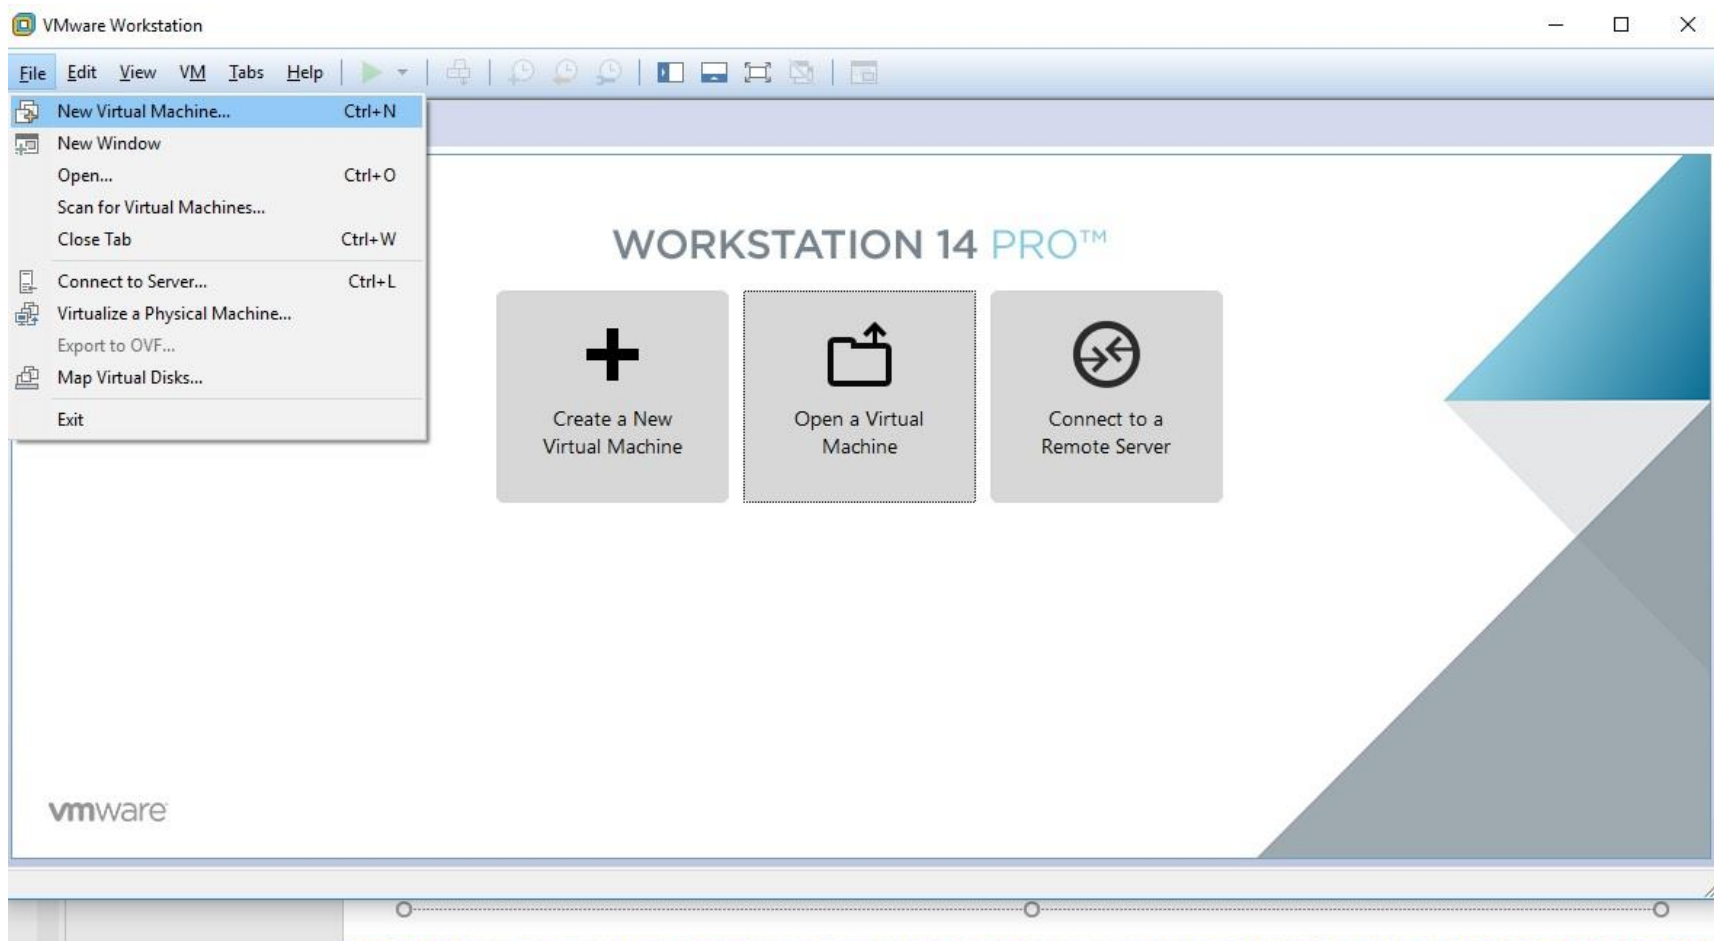 VMware Workstation
File Edit View VM Tabs Help
New Virtual Machine... Ctrl+N
New Window
Open... Ctrl+O
Scan for Virtual Machines...
Close Tab Ctrl+W
Connect to Server... Ctrl+L
Virtualize a Physical Machine...
Export to OVF...
Map Virtual Disks...
Exit
WORKSTATION 14 PRO™
Create a New
Virtual Machine
Open a Virtual
Machine
Connect to a
Remote Server
vmware